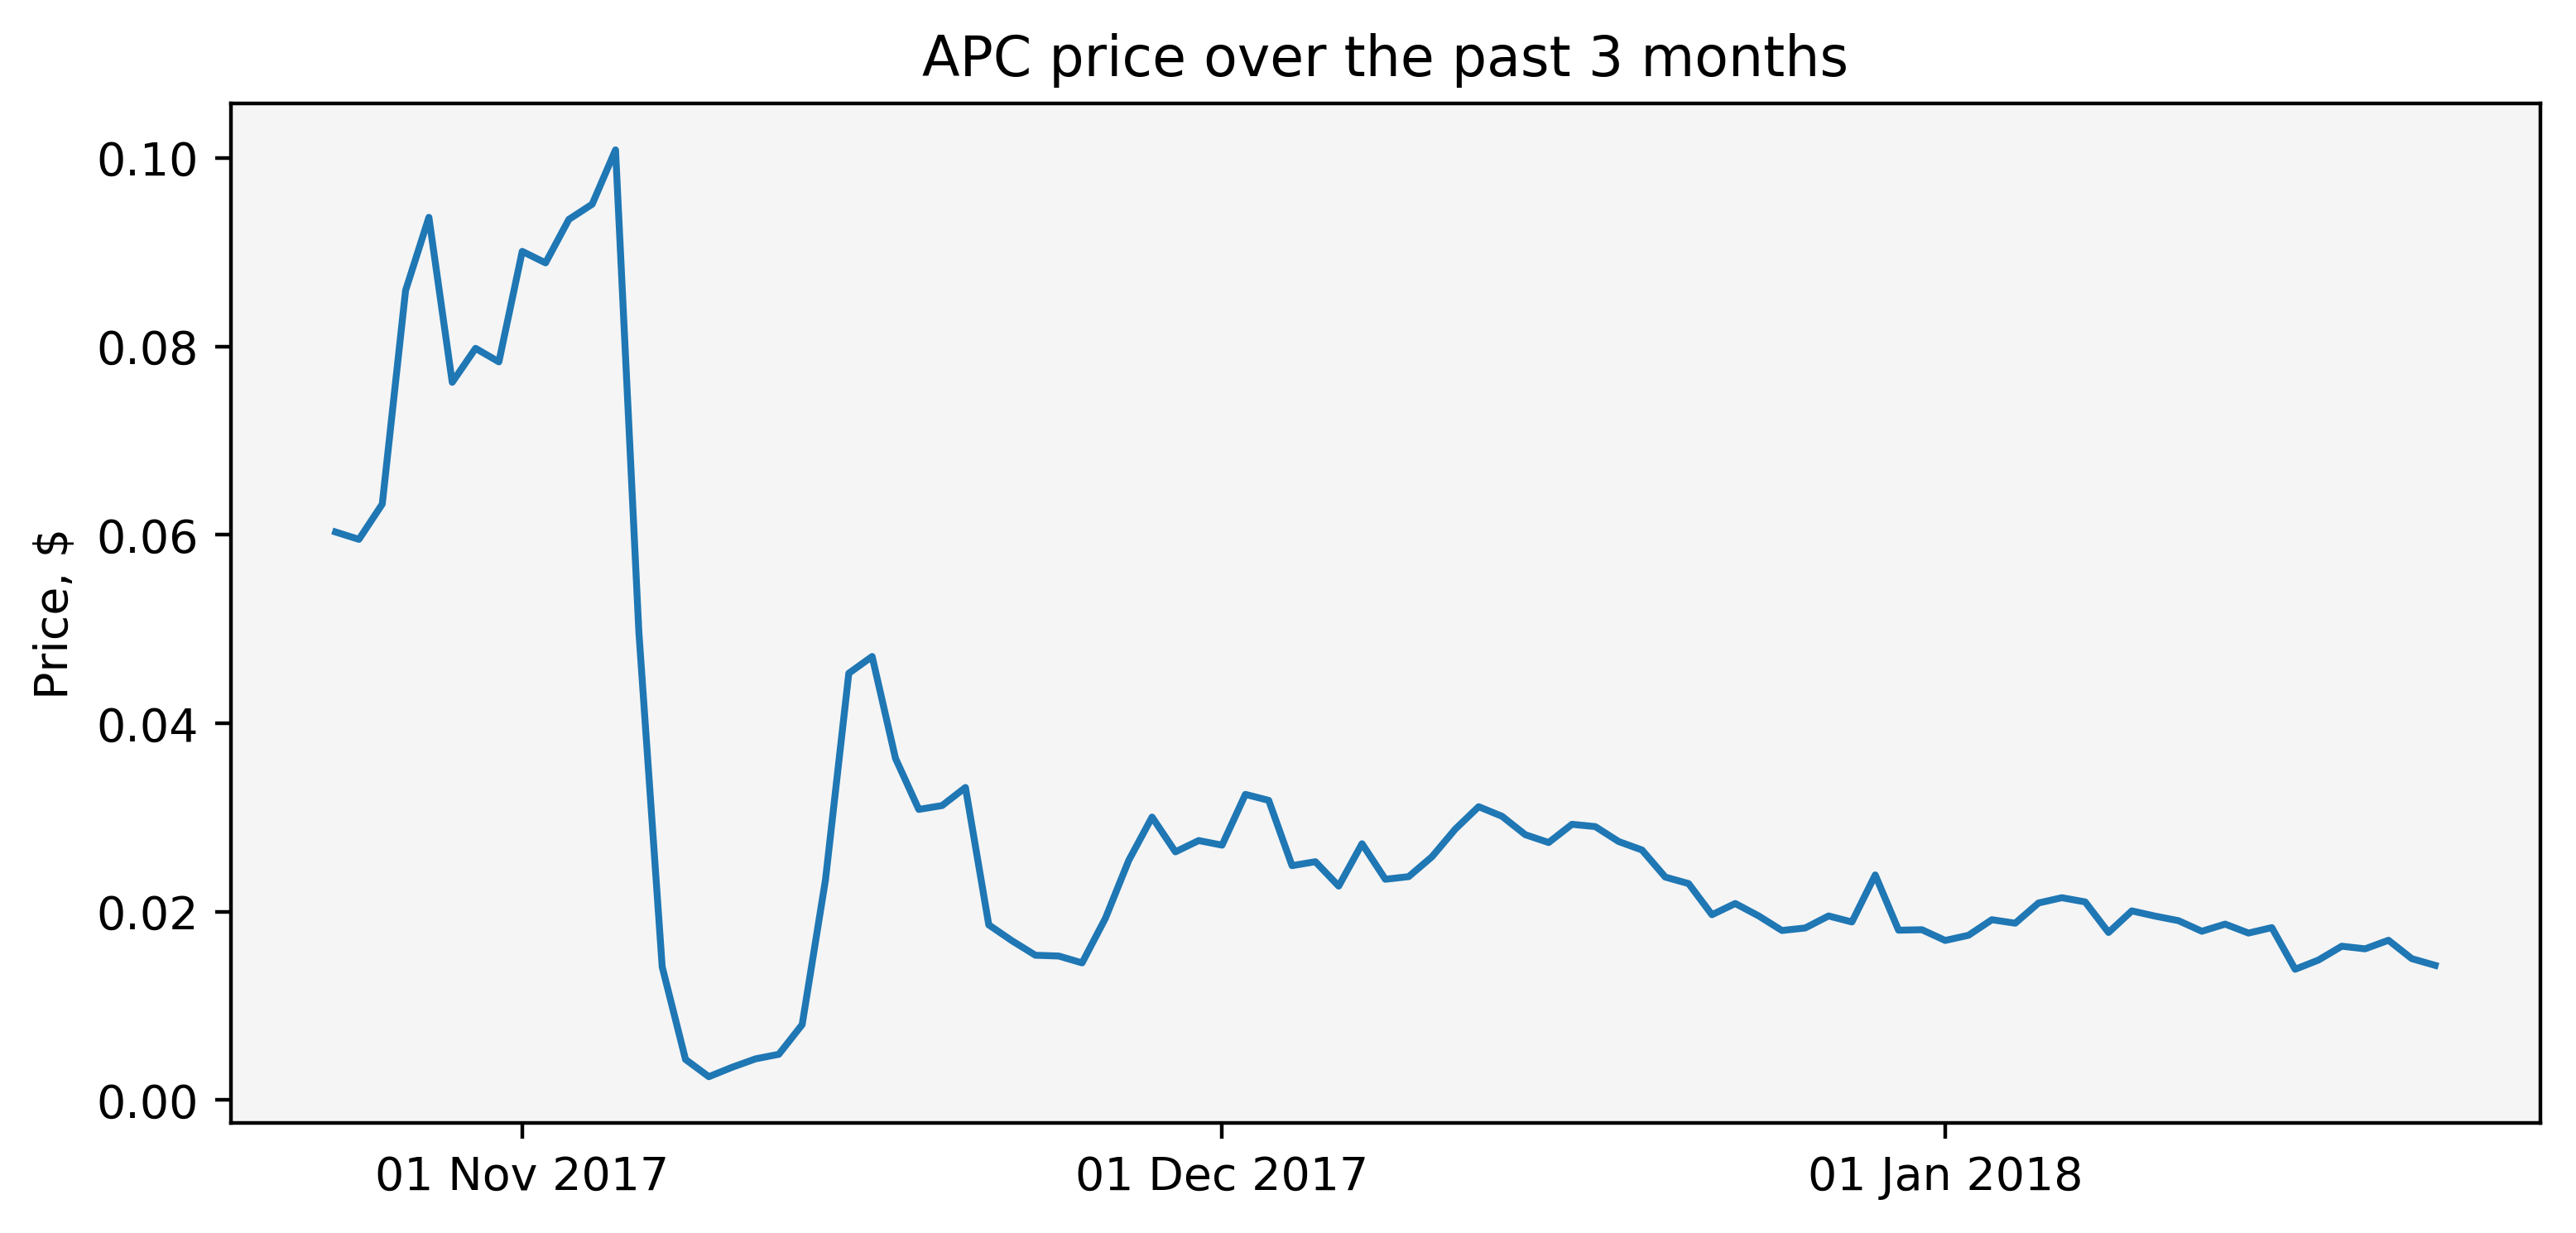 APC price over the past 3 months
Price, $
0.10
0.08
0.06
0.04
0.02
0.00
01 Nov 2017
01 Dec 2017
01 Jan 2018